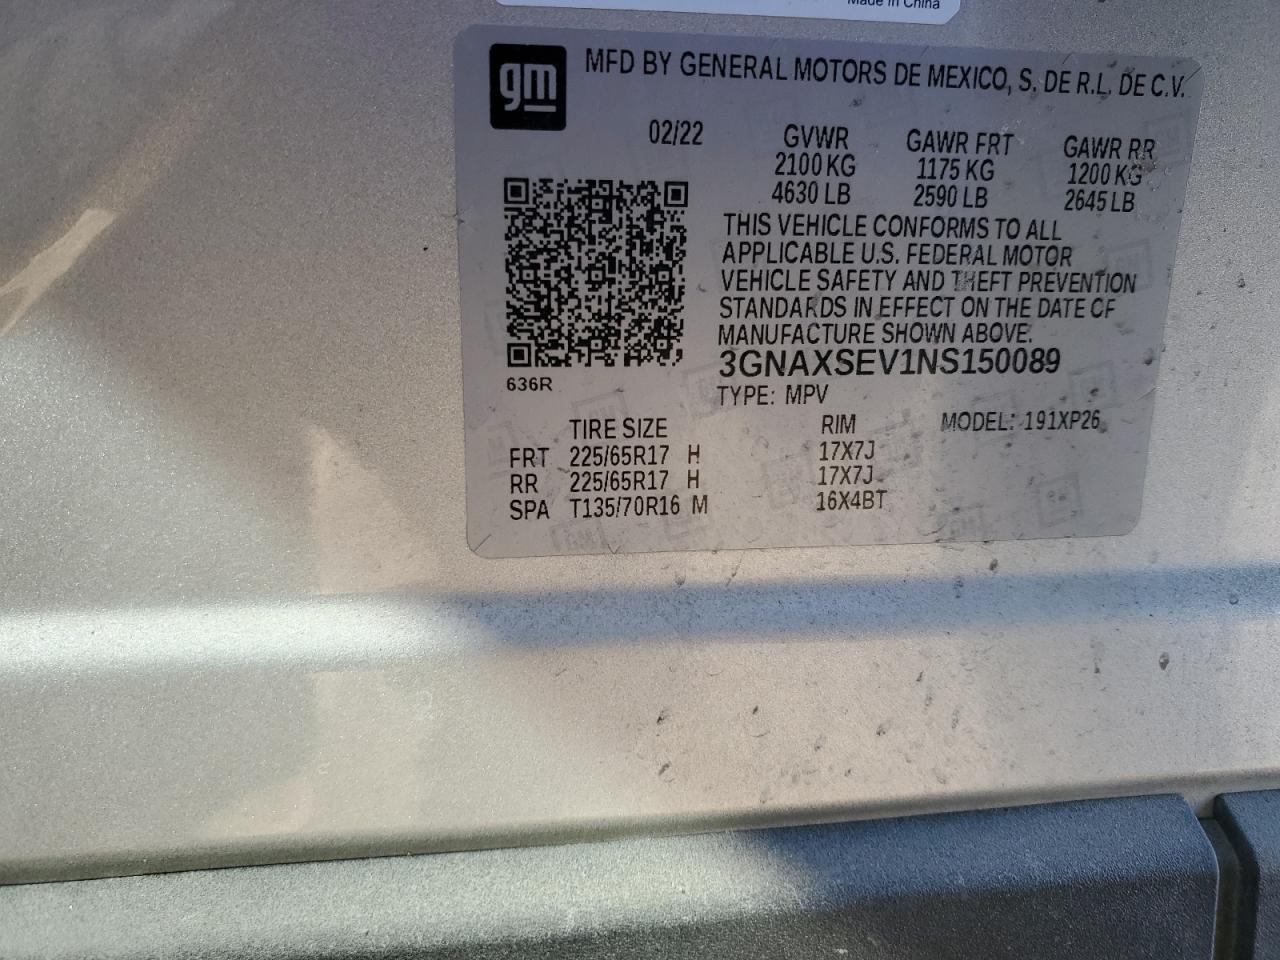 Made in China
gm
MFD BY GENERAL MOTORS DE MEXICO, S. DE R.L. DE C.V.
02/22 GVWR GAWR FRT GAWR RR
2100 KG 1175 KG 1200 KG
4630 LB 2590 LB 2645 LB
THIS VEHICLE CONFORMS TO ALL
APPLICABLE U.S. FEDERAL MOTOR
VEHICLE SAFETY AND THEFT PREVENTION
STANDARDS IN EFFECT ON THE DATE OF
MANUFACTURE SHOWN ABOVE.
3GNAXSEV1NS150089
636R
TYPE: MPV
TIRE SIZE RIM MODEL: 191XP26
FRT 225/65R17 H 17X7J
RR 225/65R17 H 17X7J
SPA T135/70R16 M 16X4BT